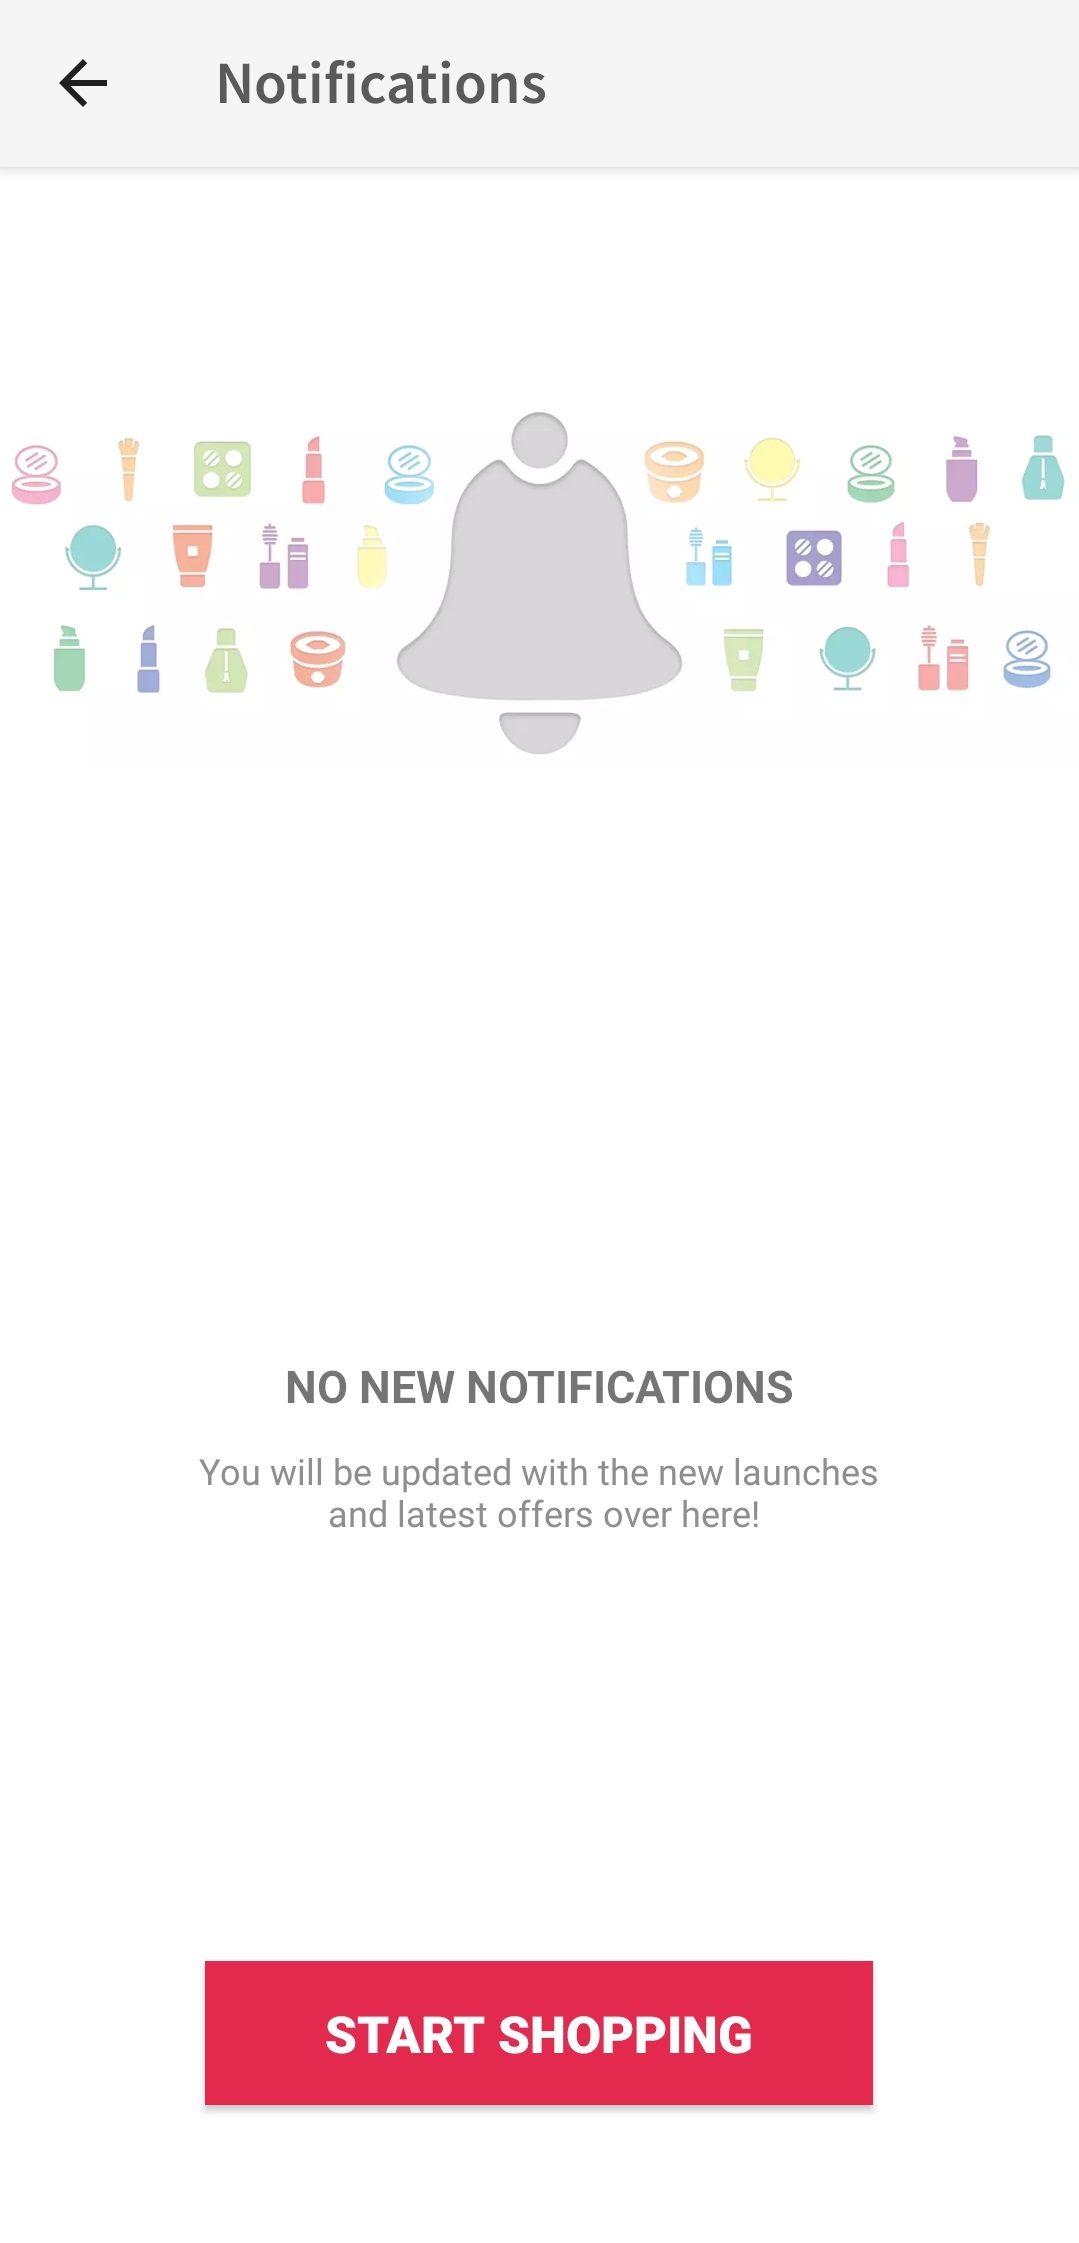 Notifications
NO NEW NOTIFICATIONS
You will be updated with the new launches
and latest offers over here!
START SHOPPING